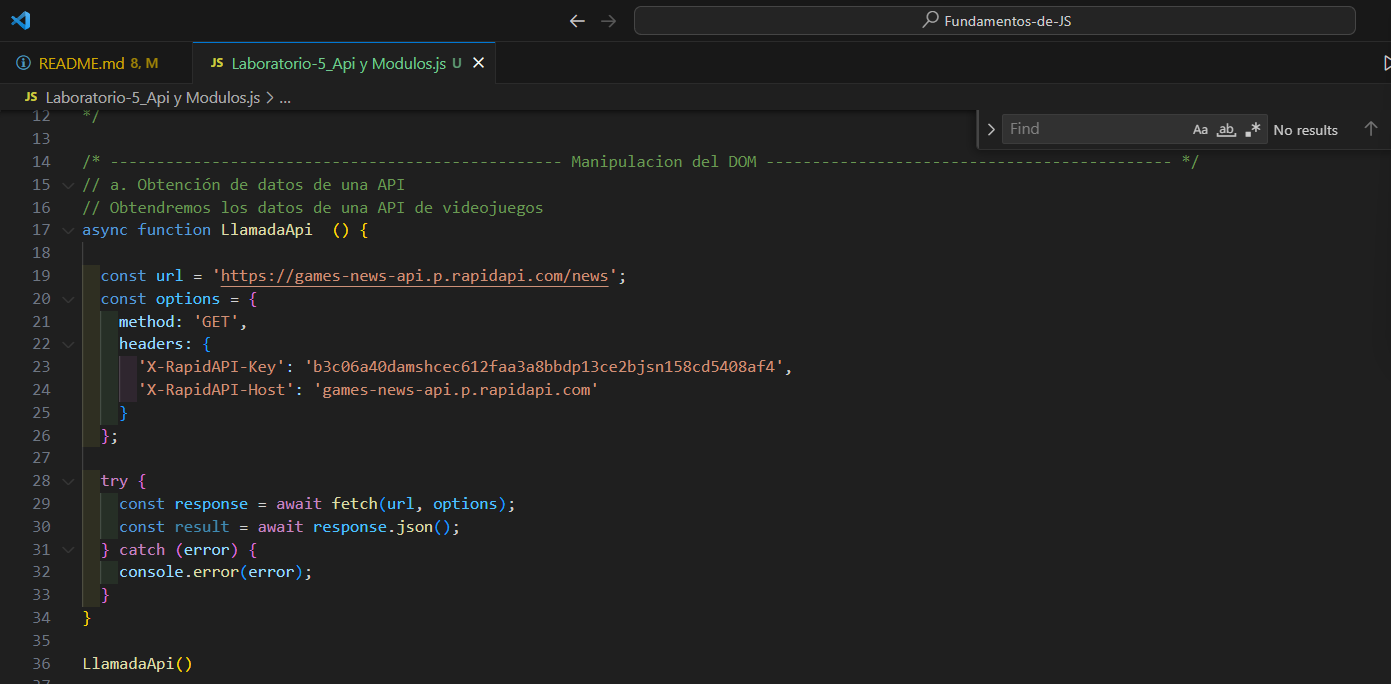 Fundamentos-de-JS
README.md 8, M
JS Laboratorio-5_Api y Modulos.js U
JS Laboratorio-5_Api y Modulos.js > ...
Find Aa ab .* No results
12 */
13
14 /* ------------------------------------------------- Manipulacion del DOM -------------------------------------------- */
15 // a. Obtención de datos de una API
16 // Obtendremos los datos de una API de videojuegos
17 async function LlamadaApi  () {
18
19   const url = 'https://games-news-api.p.rapidapi.com/news';
20   const options = {
21     method: 'GET',
22     headers: {
23       'X-RapidAPI-Key': 'b3c06a40damshcec612faa3a8bbdp13ce2bjsn158cd5408af4',
24       'X-RapidAPI-Host': 'games-news-api.p.rapidapi.com'
25     }
26   };
27
28   try {
29     const response = await fetch(url, options);
30     const result = await response.json();
31   } catch (error) {
32     console.error(error);
33   }
34 }
35
36 LlamadaApi()